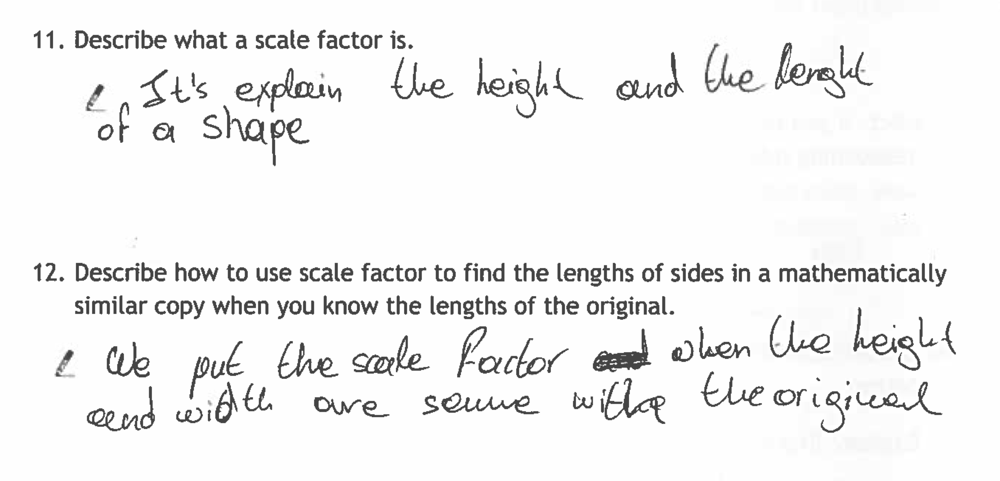 11. Describe what a scale factor is.
It's explain the height and the lenght
of a shape
12. Describe how to use scale factor to find the lengths of sides in a mathematically
similar copy when you know the lengths of the original.
We put the scale factor when the height
and width are same withe the original